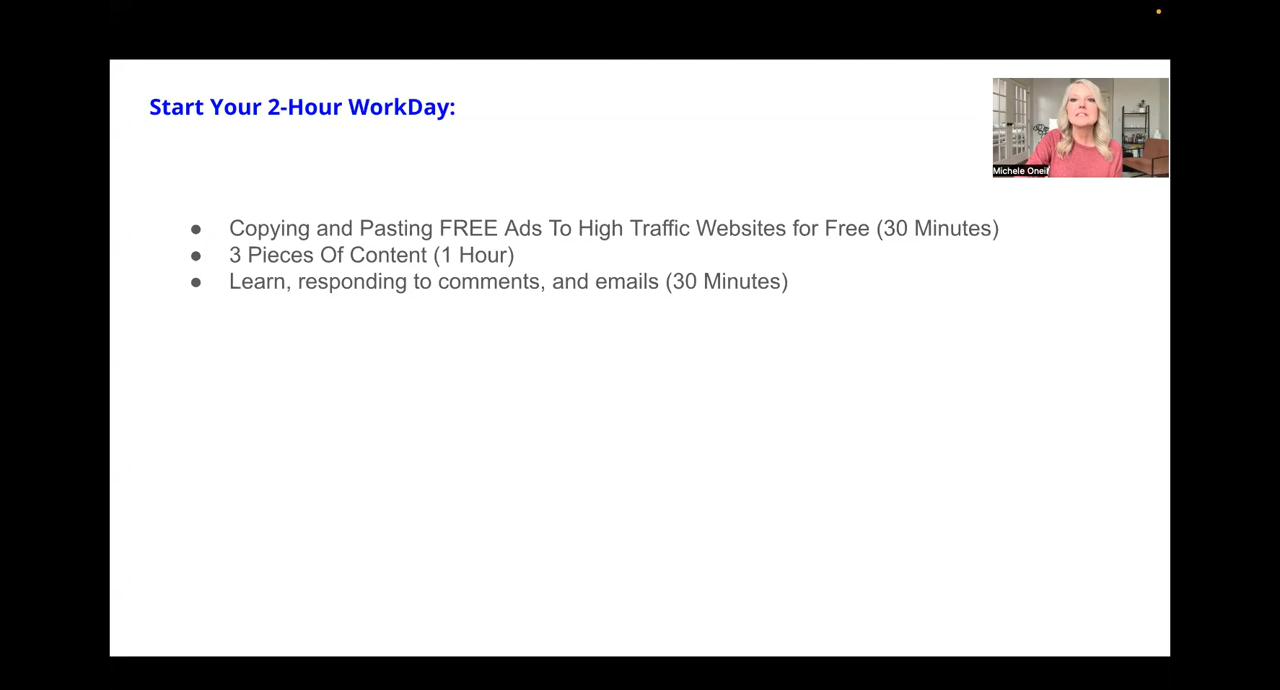 Start Your 2-Hour WorkDay:
Michele Oneil
● Copying and Pasting FREE Ads To High Traffic Websites for Free (30 Minutes)
● 3 Pieces Of Content (1 Hour)
● Learn, responding to comments, and emails (30 Minutes)